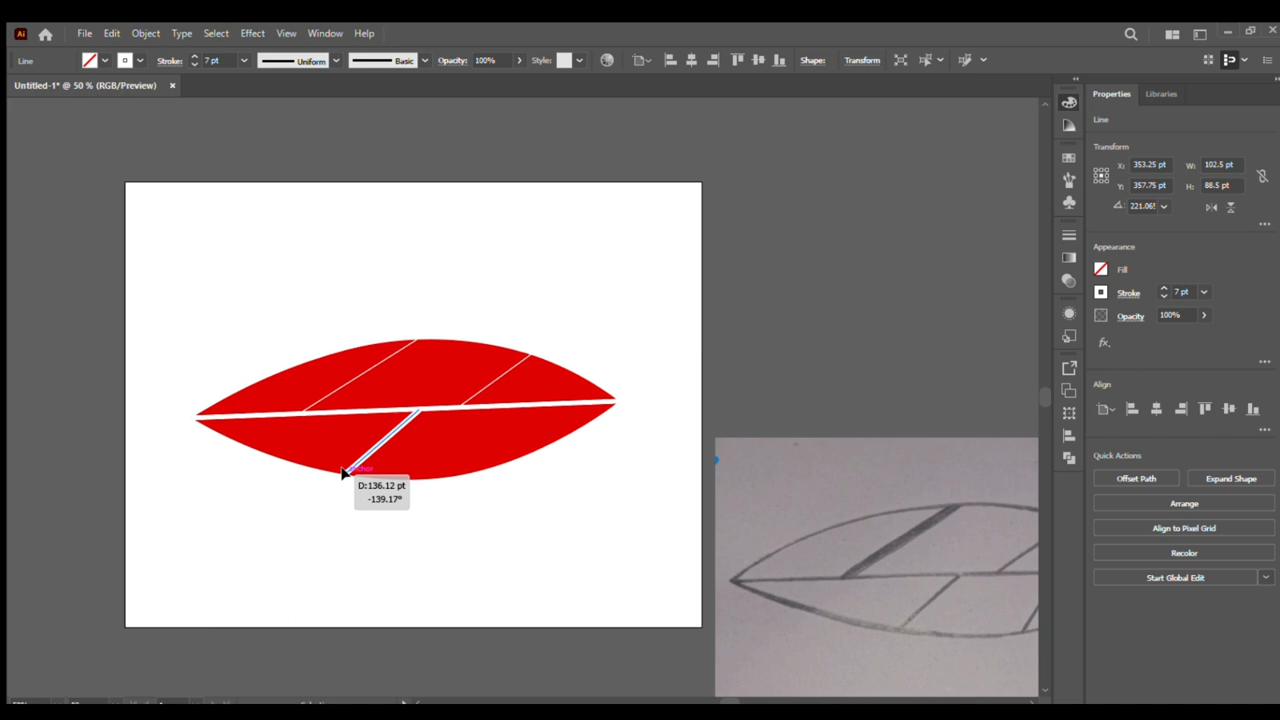 Ai File Edit Object Type Select Effect View Window Help
Line Stroke: 7 pt Uniform Basic Opacity: 100% Style: Shape: Transform
Untitled-1* @ 50 % (RGB/Preview)
Properties Libraries
Line
Transform
X: 353.25 pt W: 102.5 pt
Y: 357.75 pt H: 88.5 pt
Appearance
Fill
Stroke 7 pt
Opacity 100%
fx.
Align
Quick Actions
Offset Path Expand Shape
Arrange
Align to Pixel Grid
Recolor
Start Global Edit
D:136.12 pt
-139.17°